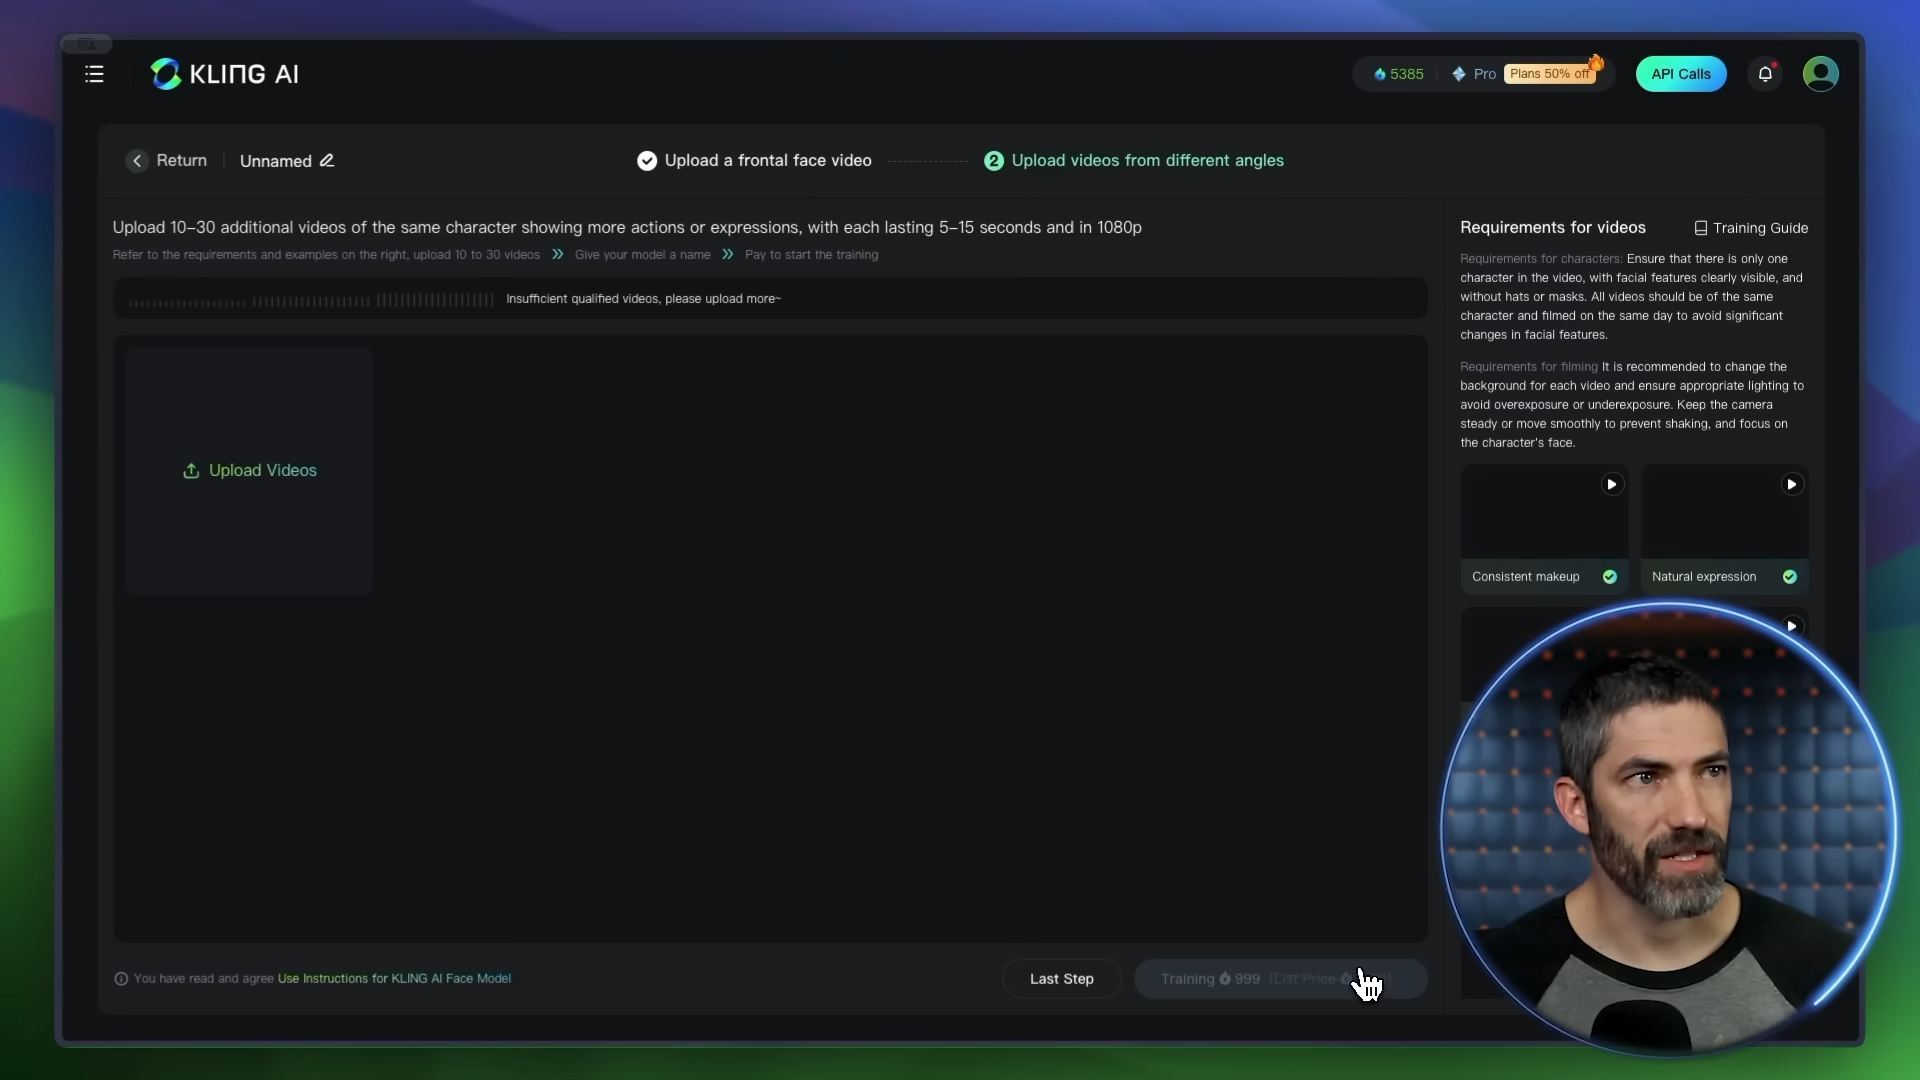 KLING AI
5385
Pro
Plans 50% off
API Calls
Return
Unnamed
Upload a frontal face video
2
Upload videos from different angles
Upload 10–30 additional videos of the same character showing more actions or expressions, with each lasting 5–15 seconds and in 1080p
Refer to the requirements and examples on the right, upload 10 to 30 videos
Give your model a name
Pay to start the training
Insufficient qualified videos, please upload more~
Upload Videos
You have read and agree Use Instructions for KLING AI Face Model
Last Step
Training 999 (List Price
Requirements for videos
Training Guide
Requirements for characters: Ensure that there is only one
character in the video, with facial features clearly visible, and
without hats or masks. All videos should be of the same
character and filmed on the same day to avoid significant
changes in facial features.
Requirements for filming It is recommended to change the
background for each video and ensure appropriate lighting to
avoid overexposure or underexposure. Keep the camera
steady or move smoothly to prevent shaking, and focus on
the character's face.
Consistent makeup
Natural expression